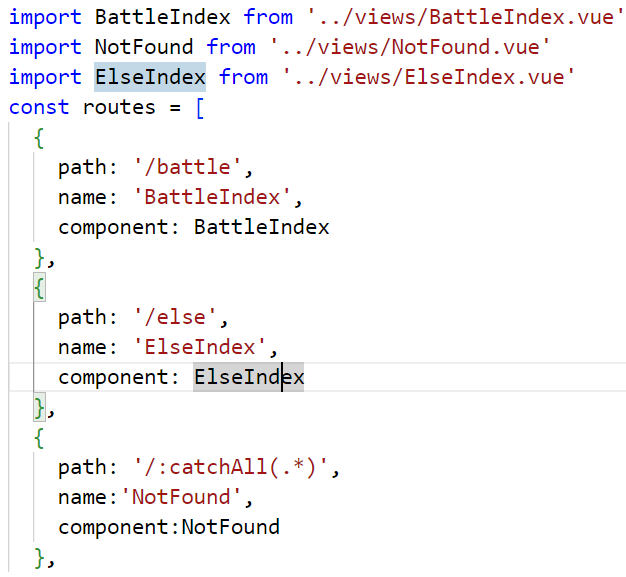 import BattleIndex from '../views/BattleIndex.vue'
import NotFound from '../views/NotFound.vue'
import ElseIndex from '../views/ElseIndex.vue'
const routes = [
  {
    path: '/battle',
    name: 'BattleIndex',
    component: BattleIndex
  },
  {
    path: '/else',
    name: 'ElseIndex',
    component: ElseIndex
  },
  {
    path: '/:catchAll(.*)',
    name:'NotFound',
    component:NotFound
  },